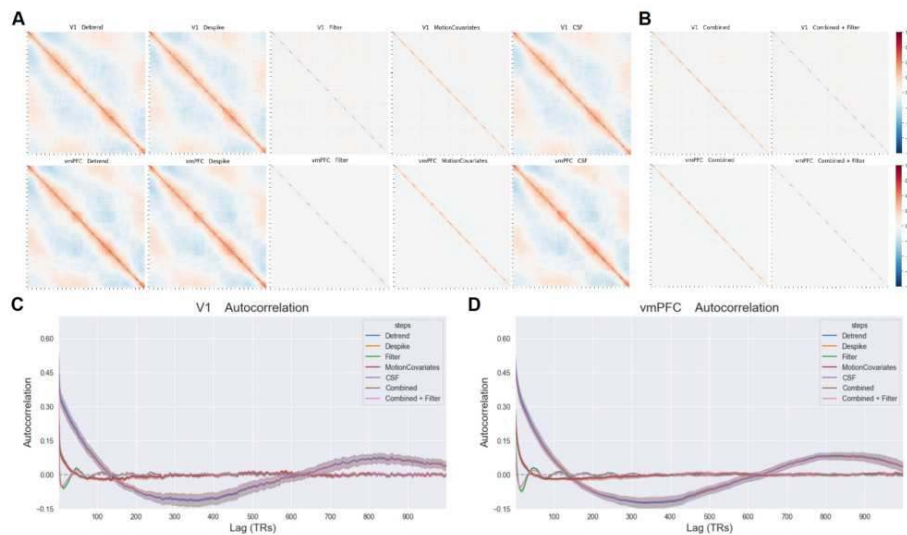 A
B
V1 Detrend
V1 Despike
V1 Filter
V1 MotionCovariates
V1 CSF
V1 Combined
V1 Combined + Filter
vmPFC Detrend
vmPFC Despike
vmPFC Filter
vmPFC MotionCovariates
vmPFC CSF
vmPFC Combined
vmPFC Combined + Filter
C
V1 Autocorrelation
Autocorrelation
0.60
0.45
0.30
0.15
0.00
-0.15
100 200 300 400 500 600 700 800 900
Lag (TRs)
steps
Detrend
Despike
Filter
MotionCovariates
CSF
Combined
Combined + Filter
D
vmPFC Autocorrelation
Autocorrelation
0.60
0.45
0.30
0.15
0.00
-0.15
100 200 300 400 500 600 700 800 900
Lag (TRs)
steps
Detrend
Despike
Filter
MotionCovariates
CSF
Combined
Combined + Filter